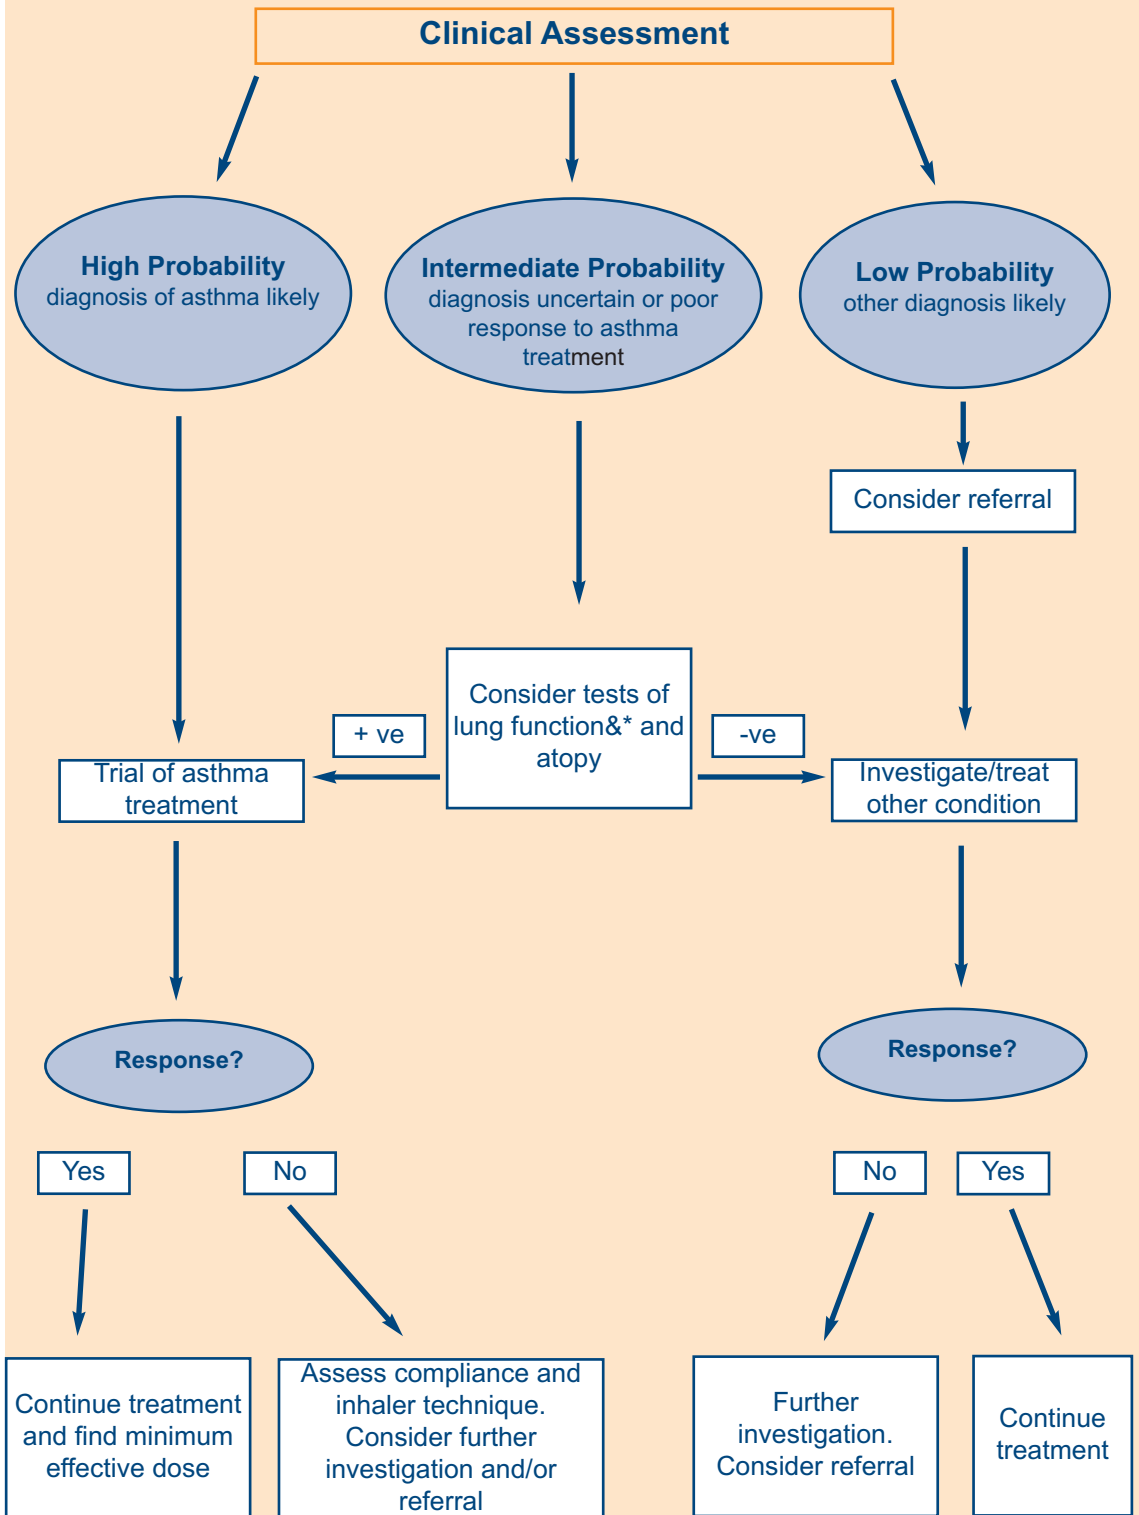 Clinical Assessment
High Probability
diagnosis of asthma likely
Intermediate Probability
diagnosis uncertain or poor
response to asthma
treatment
Low Probability
other diagnosis likely
Consider referral
Consider tests of
lung function&* and
atopy
+ ve
-ve
Trial of asthma
treatment
Investigate/treat
other condition
Response?
Response?
Yes
No
No
Yes
Continue treatment
and find minimum
effective dose
Assess compliance and
inhaler technique.
Consider further
investigation and/or
referral
Further
investigation.
Consider referral
Continue
treatment